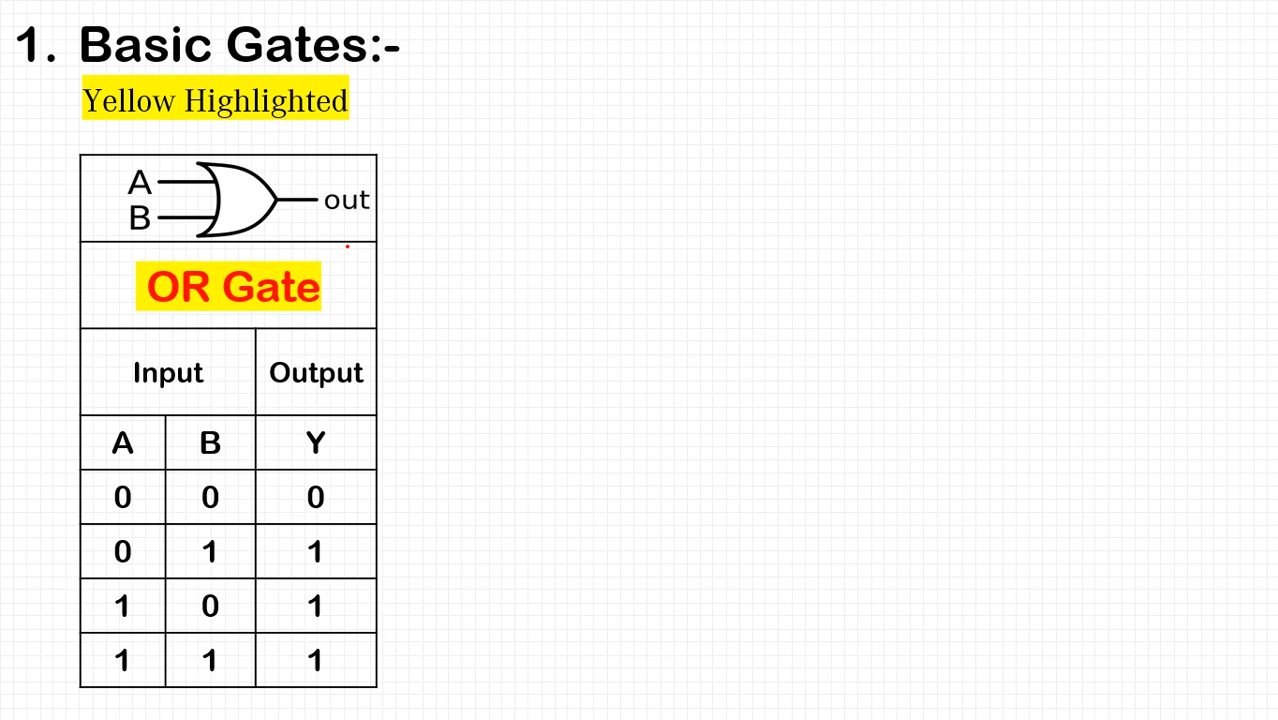 1. Basic Gates:-
Yellow Highlighted
A
B
out
OR Gate
Input Output
A B Y
0 0 0
0 1 1
1 0 1
1 1 1